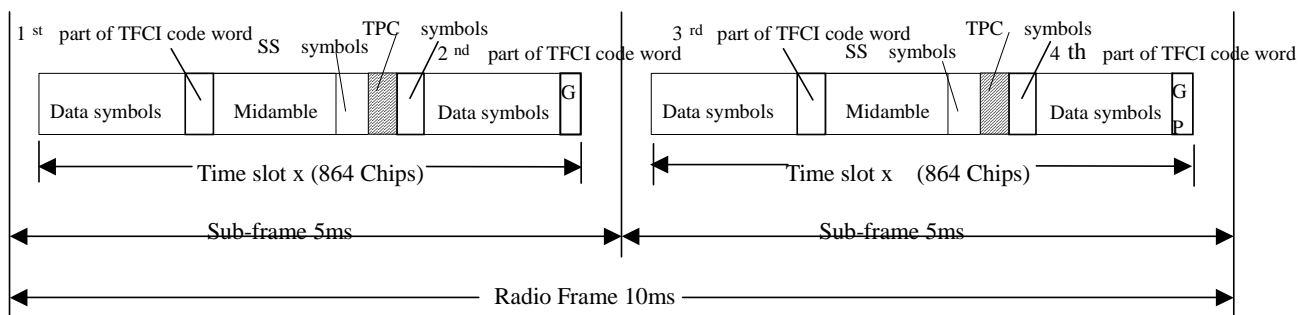 1 st part of TFCI code word
SS symbols
TPC symbols
2 nd part of TFCI code word
Data symbols
Midamble
Data symbols
G
Time slot x (864 Chips)
Sub-frame 5ms
3 rd part of TFCI code word
SS symbols
TPC symbols
4 th part of TFCI code word
Data symbols
Midamble
Data symbols
G
P
Time slot x (864 Chips)
Sub-frame 5ms
Radio Frame 10ms